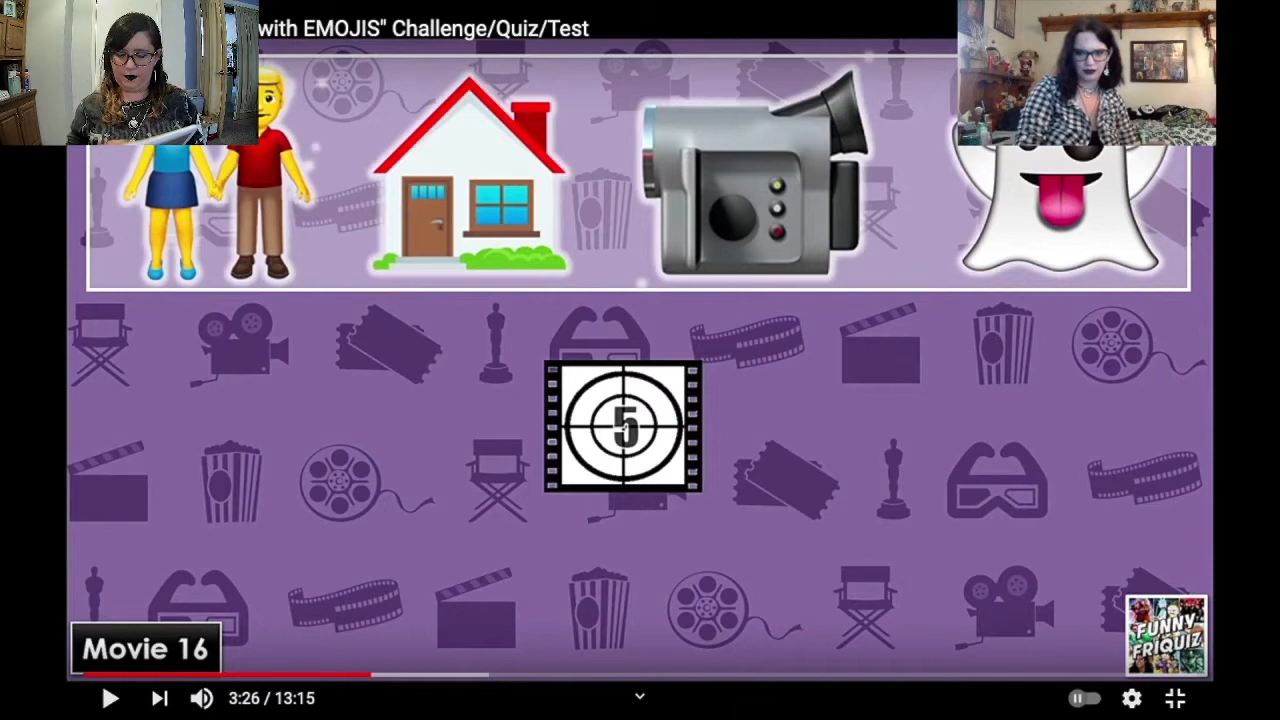 with EMOJIS" Challenge/Quiz/Test
5
Movie 16
FUNNY
FRIQUIZ
3:26 / 13:15